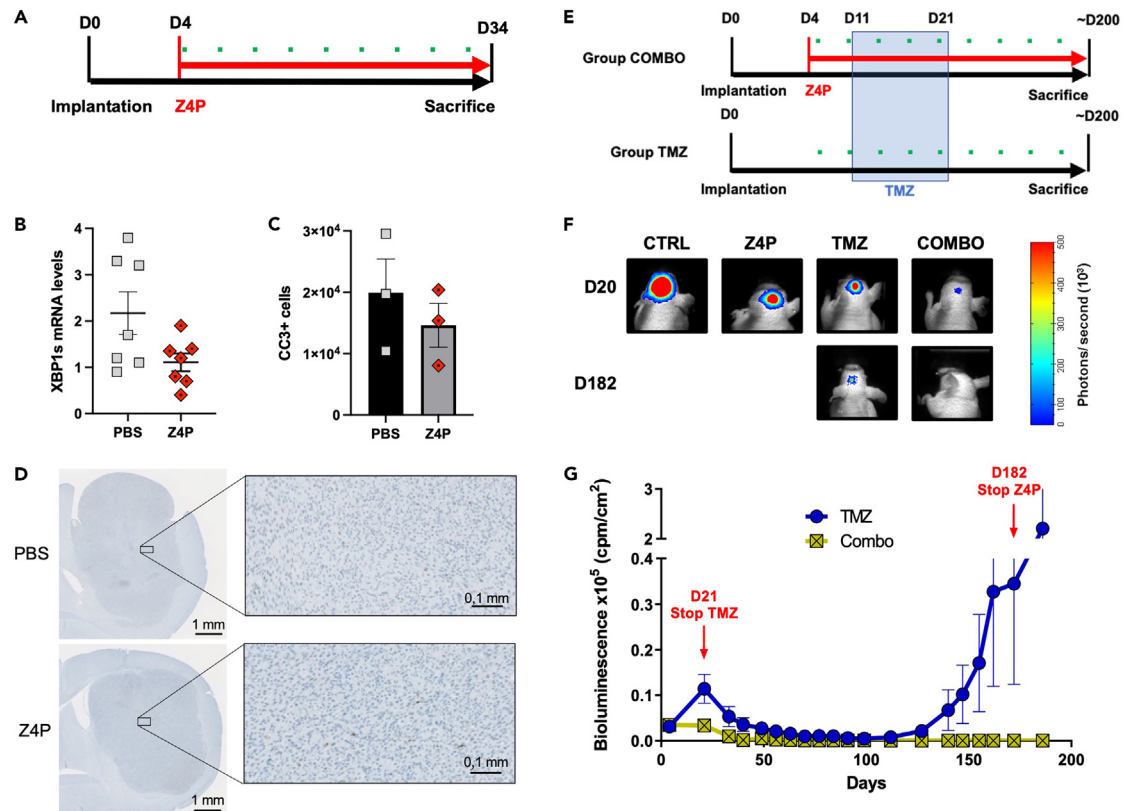 A
D0
D4
D34
Implantation
Z4P
Sacrifice
B
XBP1s mRNA levels
4
3
2
1
0
PBS
Z4P
C
CC3+ cells
3×10⁴
2×10⁴
1×10⁴
0
PBS
Z4P
D
PBS
1 mm
0,1 mm
Z4P
1 mm
0,1 mm
E
D0
D4
D11
D21
~D200
Group COMBO
Implantation
Z4P
Sacrifice
D0
~D200
Group TMZ
Implantation
TMZ
Sacrifice
F
CTRL
Z4P
TMZ
COMBO
D20
D182
500
400
300
200
100
0
Photons/ second (10³)
G
Bioluminescence x10⁵ (cpm/cm²)
3
2
0.4
0.3
0.2
0.1
0.0
D21
Stop TMZ
TMZ
Combo
D182
Stop Z4P
0
50
100
150
200
Days